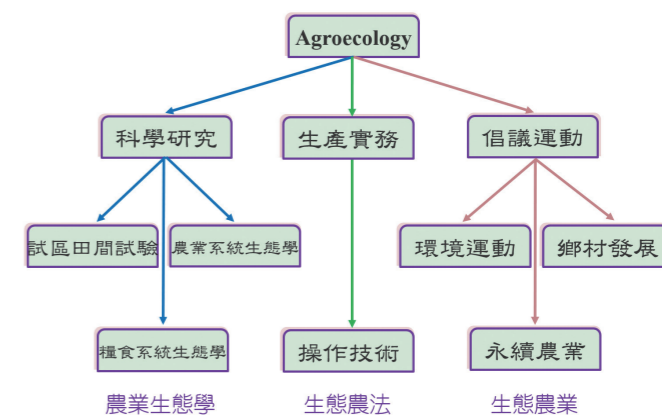 Agroecology
科學研究
生產實務
倡議運動
試區田間試驗
農業系統生態學
環境運動
鄉村發展
糧食系統生態學
操作技術
永續農業
農業生態學
生態農法
生態農業